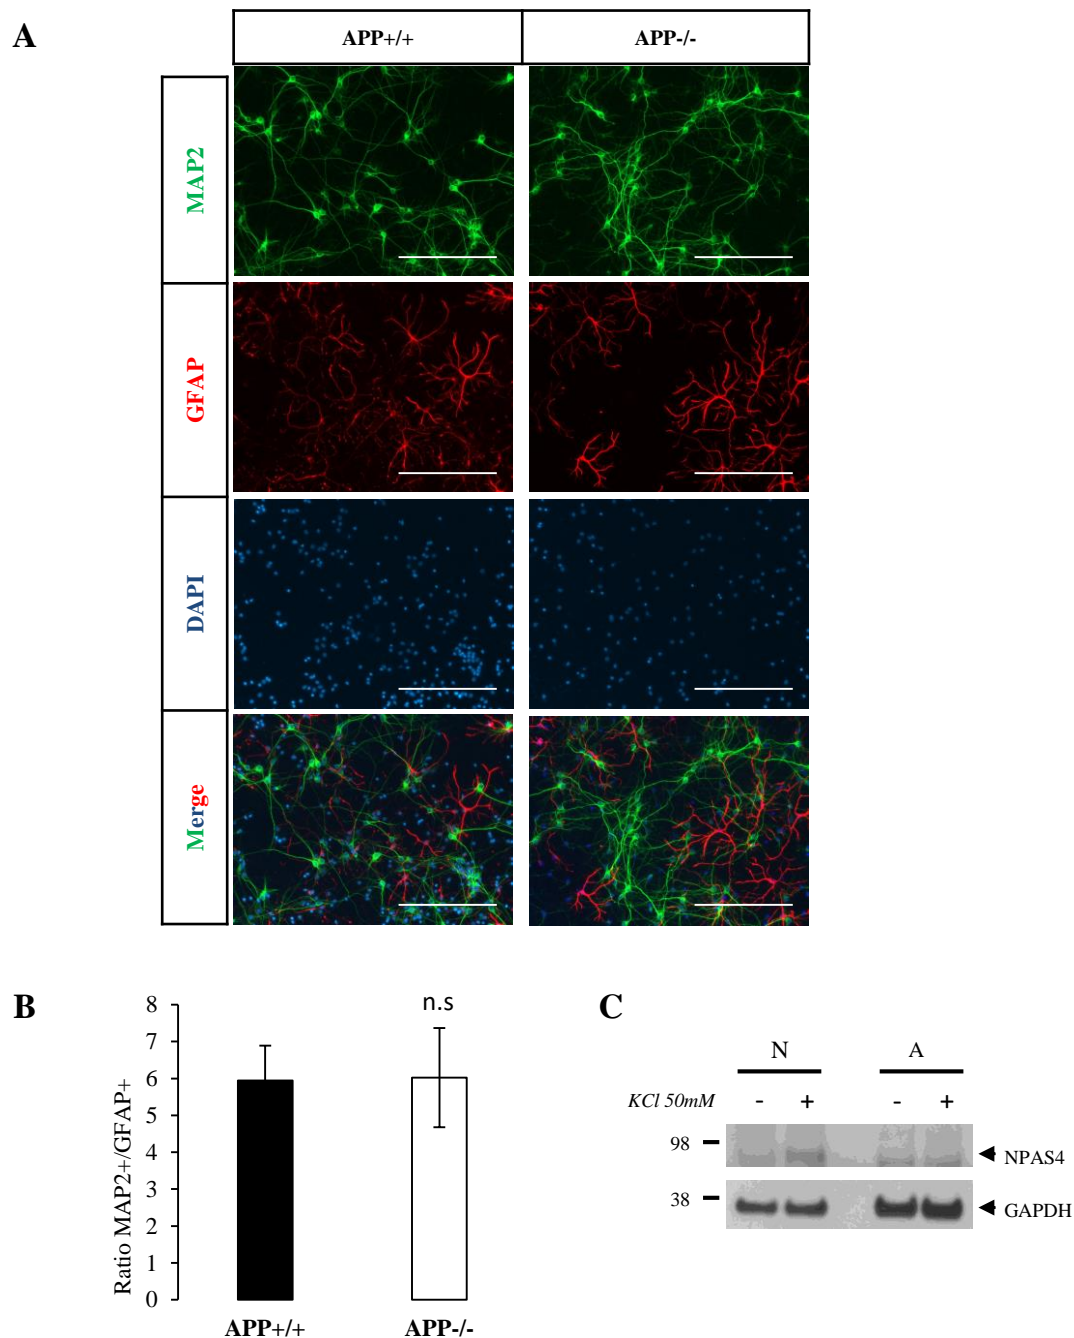 A
APP+/+ APP-/-
MAP2
GFAP
DAPI
Merge
B
Ratio MAP2+/GFAP+
8
7
6
5
4
3
2
1
0
n.s
APP+/+ APP-/-
C
N A
KCl 50mM - + - +
98
NPAS4
38
GAPDH